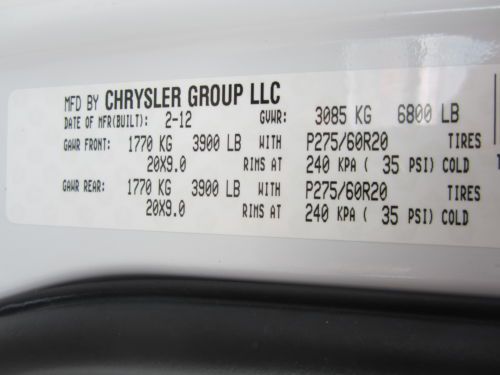 MFD BY CHRYSLER GROUP LLC
DATE OF MFR(BUILT): 2-12 GVWR: 3085 KG 6800 LB
GAWR FRONT: 1770 KG 3900 LB WITH P275/60R20 TIRES
20X9.0 RIMS AT 240 KPA ( 35 PSI) COLD
GAWR REAR: 1770 KG 3900 LB WITH P275/60R20 TIRES
20X9.0 RIMS AT 240 KPA ( 35 PSI) COLD